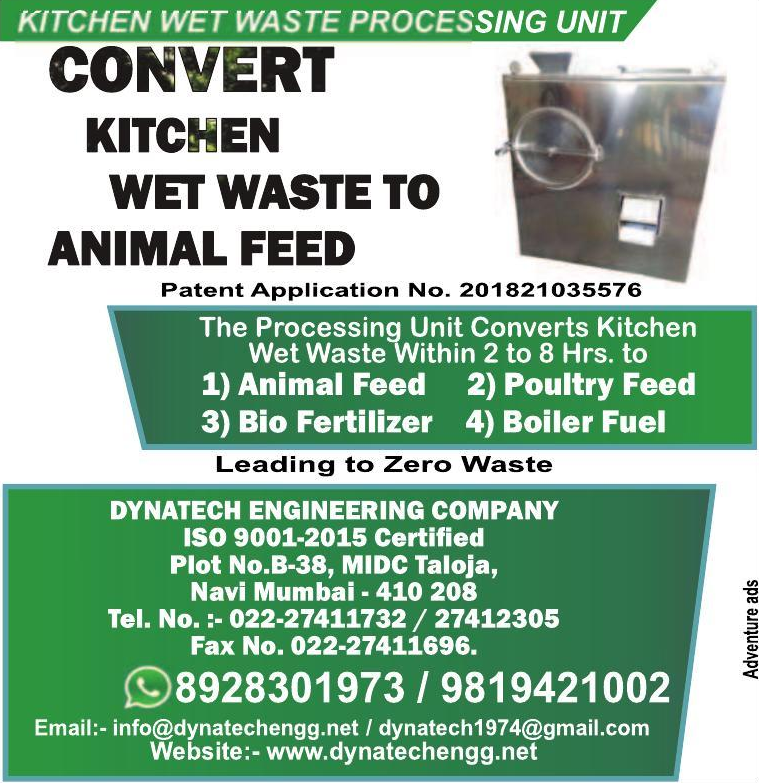 KITCHEN WET WASTE PROCESSING UNIT
CONVERT
KITCHEN
WET WASTE TO
ANIMAL FEED
Patent Application No. 201821035576
The Processing Unit Converts Kitchen
Wet Waste Within 2 to 8 Hrs. to
1) Animal Feed 2) Poultry Feed
3) Bio Fertilizer 4) Boiler Fuel
Leading to Zero Waste
DYNATECH ENGINEERING COMPANY
ISO 9001-2015 Certified
Plot No.B-38, MIDC Taloja,
Navi Mumbai - 410 208
Tel. No. :- 022-27411732 / 27412305
Fax No. 022-27411696.
8928301973 / 9819421002
Email:- info@dynatechengg.net / dynatech1974@gmail.com
Website:- www.dynatechengg.net
Adventure ads